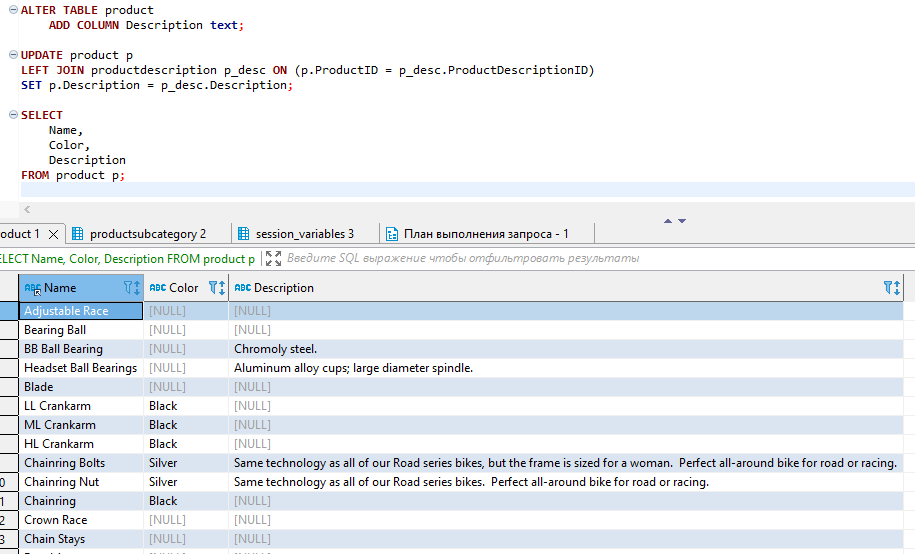 ALTER TABLE product
ADD COLUMN Description text;
UPDATE product p
LEFT JOIN productdescription p_desc ON (p.ProductID = p_desc.ProductDescriptionID)
SET p.Description = p_desc.Description;
SELECT
Name,
Color,
Description
FROM product p;
oduct 1 productsubcategory 2 session_variables 3 План выполнения запроса - 1
ELECT Name, Color, Description FROM product p Введите SQL выражение чтобы отфильтровать результаты
ABC Name ABC Color ABC Description
Adjustable Race [NULL] [NULL]
Bearing Ball [NULL] [NULL]
BB Ball Bearing [NULL] Chromoly steel.
Headset Ball Bearings [NULL] Aluminum alloy cups; large diameter spindle.
Blade [NULL] [NULL]
LL Crankarm Black [NULL]
ML Crankarm Black [NULL]
HL Crankarm Black [NULL]
Chainring Bolts Silver Same technology as all of our Road series bikes, but the frame is sized for a woman.  Perfect all-around bike for road or racing.
0 Chainring Nut Silver Same technology as all of our Road series bikes.  Perfect all-around bike for road or racing.
1 Chainring Black [NULL]
2 Crown Race [NULL] [NULL]
3 Chain Stays [NULL] [NULL]